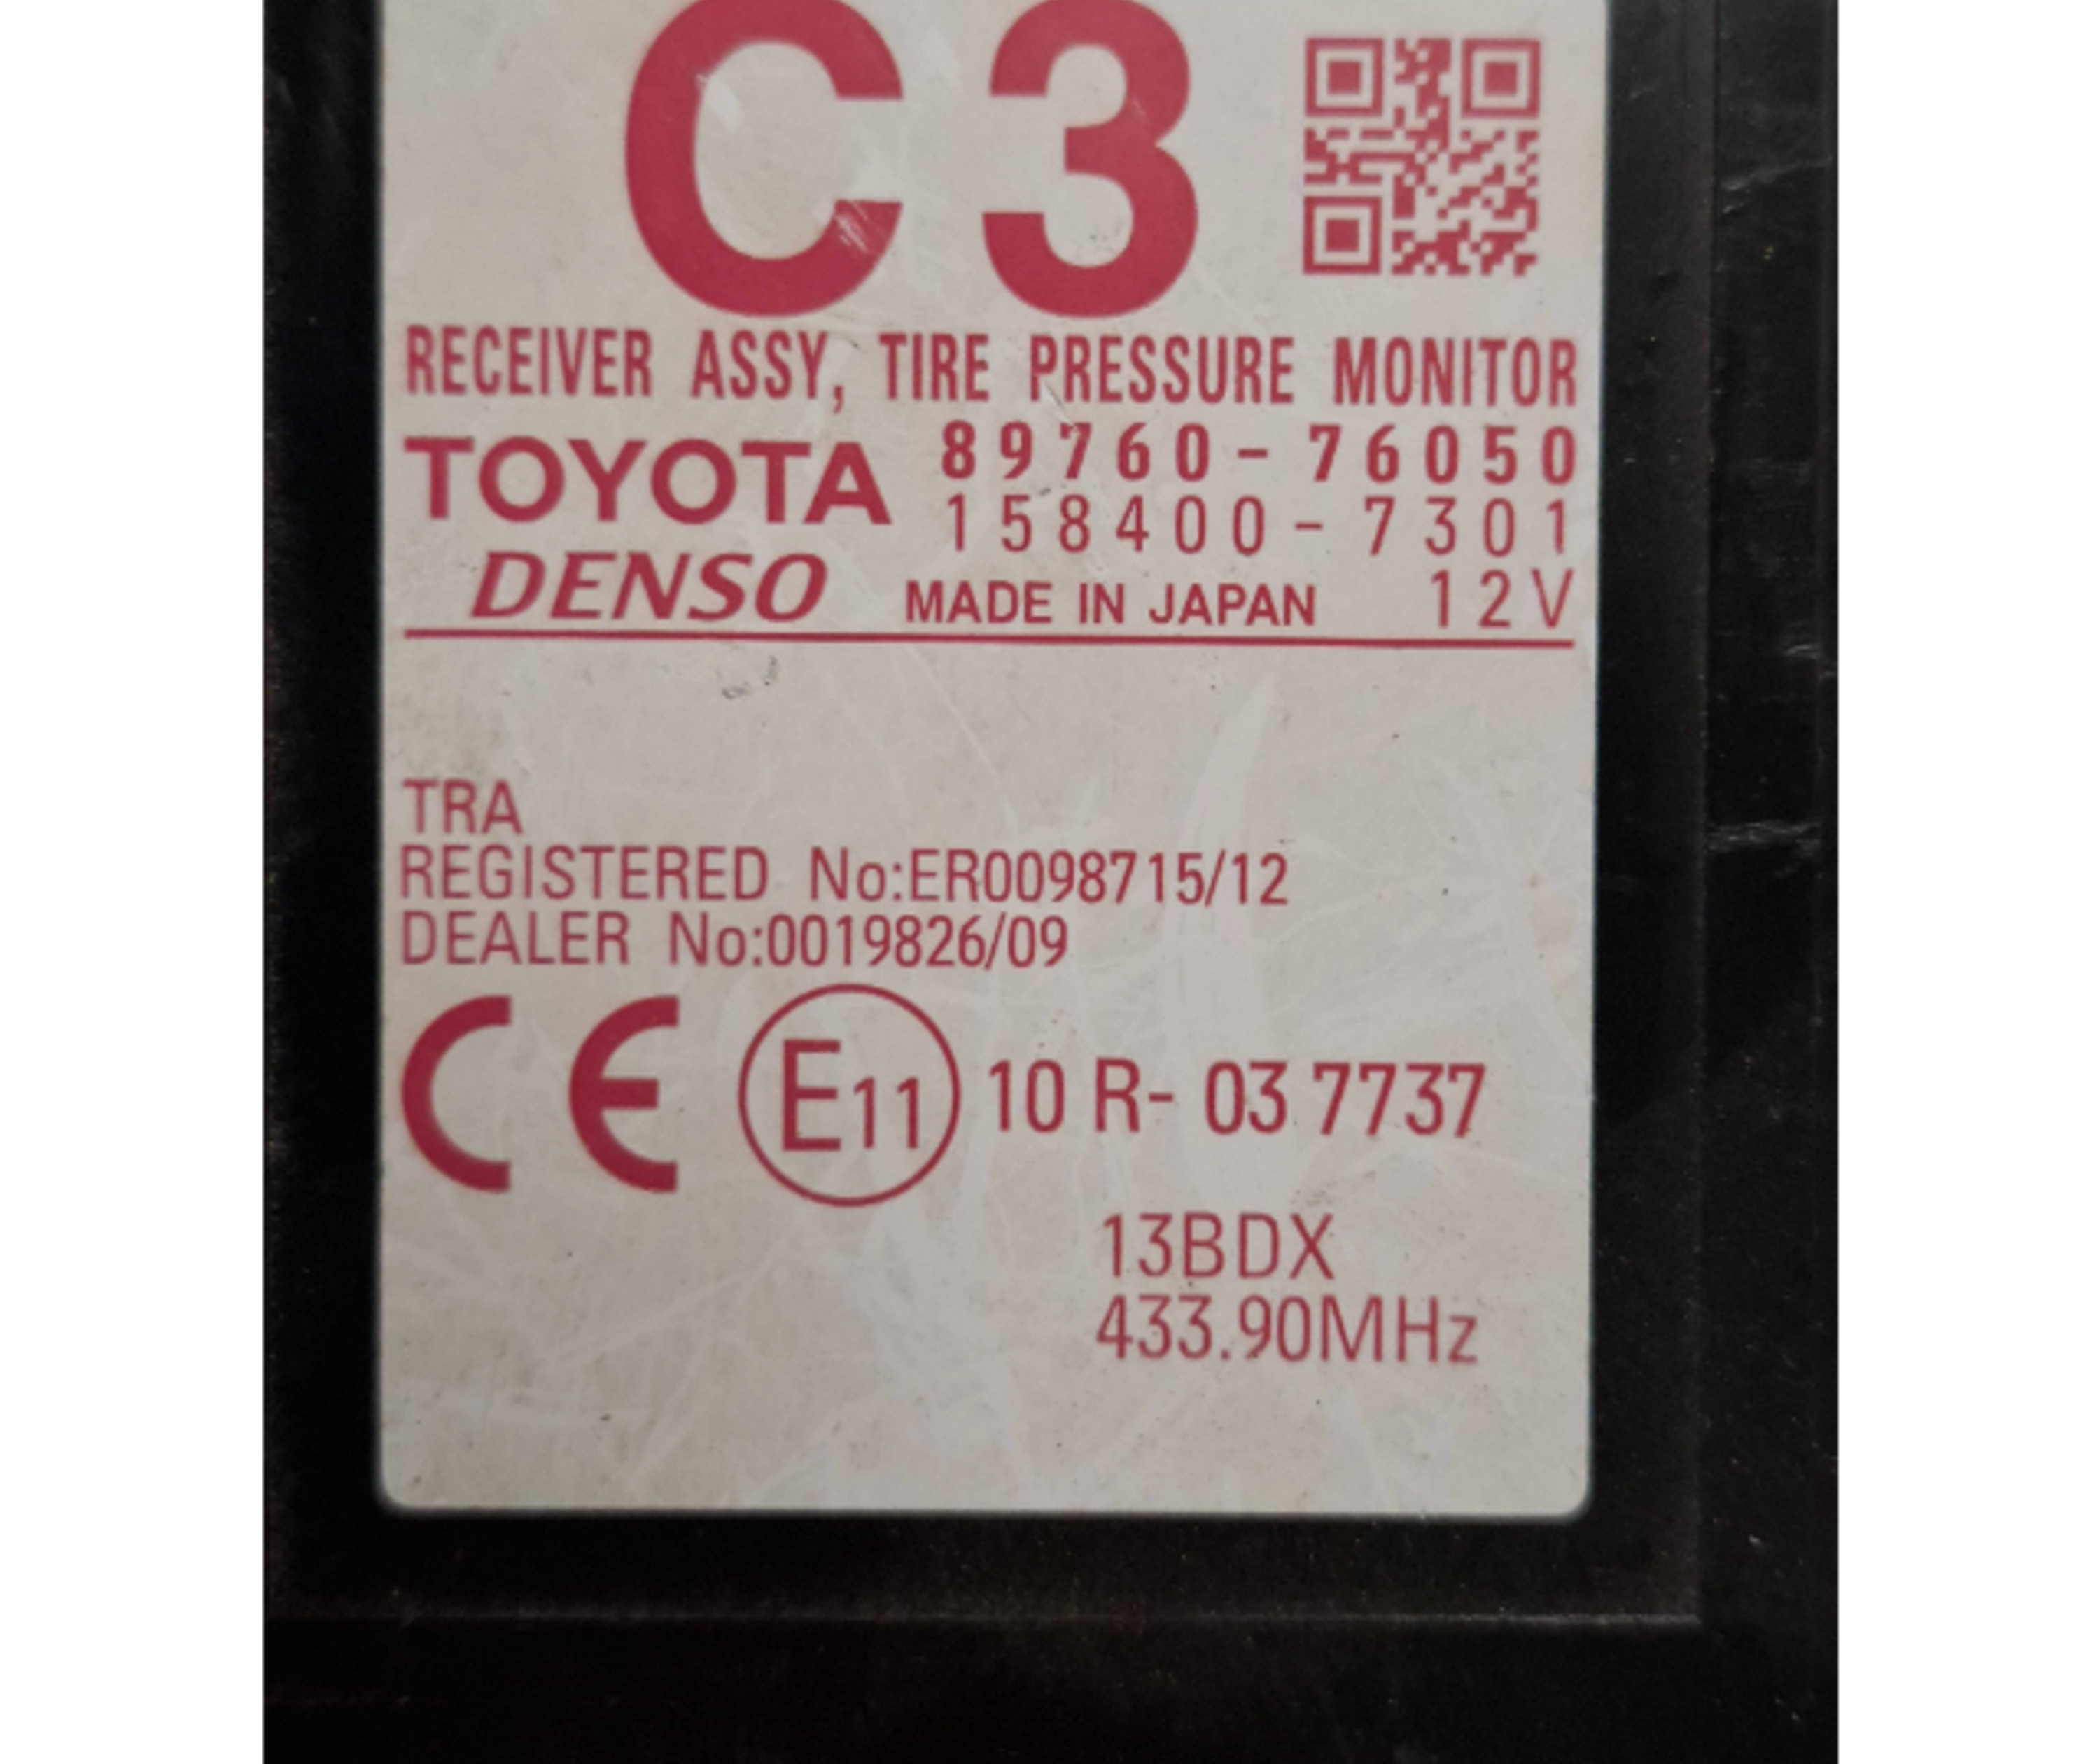 C3
RECEIVER ASSY, TIRE PRESSURE MONITOR
TOYOTA 89760-76050
158400-7301
DENSO MADE IN JAPAN 12V
TRA
REGISTERED No:ER0098715/12
DEALER No:0019826/09
CE E11 10 R- 03 7737
13BDX
433.90MHz